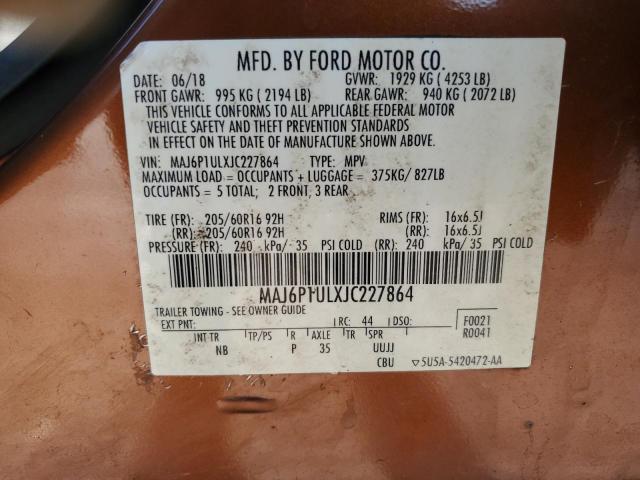 MFD. BY FORD MOTOR CO.
DATE: 06/18 GVWR: 1929 KG ( 4253 LB)
FRONT GAWR: 995 KG ( 2194 LB) REAR GAWR: 940 KG ( 2072 LB)
THIS VEHICLE CONFORMS TO ALL APPLICABLE FEDERAL MOTOR
VEHICLE SAFETY AND THEFT PREVENTION STANDARDS
IN EFFECT ON THE DATE OF MANUFACTURE SHOWN ABOVE.
VIN: MAJ6P1ULXJC227864 TYPE: MPV
MAXIMUM LOAD = OCCUPANTS + LUGGAGE = 375KG/ 827LB
OCCUPANTS = 5 TOTAL; 2 FRONT, 3 REAR
TIRE (FR): 205/60R16 92H RIMS (FR): 16x6.5J
(RR): 205/60R16 92H (RR): 16x6.5J
PRESSURE (FR): 240 kPa/ 35 PSI COLD (RR): 240 kPa/ 35 PSI COLD
MAJ6P1ULXJC227864
TRAILER TOWING - SEE OWNER GUIDE
EXT PNT: RC: 44 DSO: F0021
INT TR TP/PS R AXLE TR SPR R0041
NB P 35 UUJJ
CBU ▽5U5A-5420472-AA